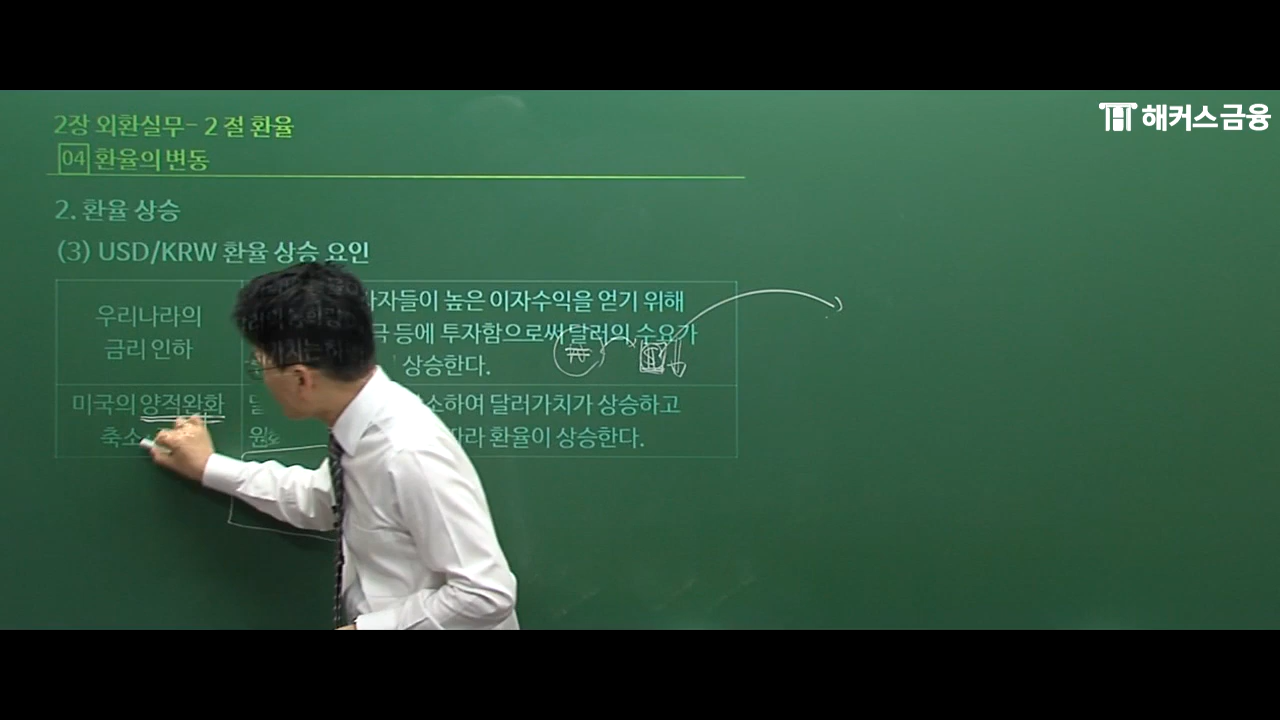 해커스금융
2장 외환실무- 2 절 환율
04 환율의 변동
2. 환율 상승
(3) USD/KRW 환율 상승 요인
우리나라의
금리 인하
자들이 높은 이자수익을 얻기 위해
등에 투자함으로써 달러의 수요가
상승한다.
₩ $
미국의 양적완화
축소
하여 달러가치가 상승하고
따라 환율이 상승한다.